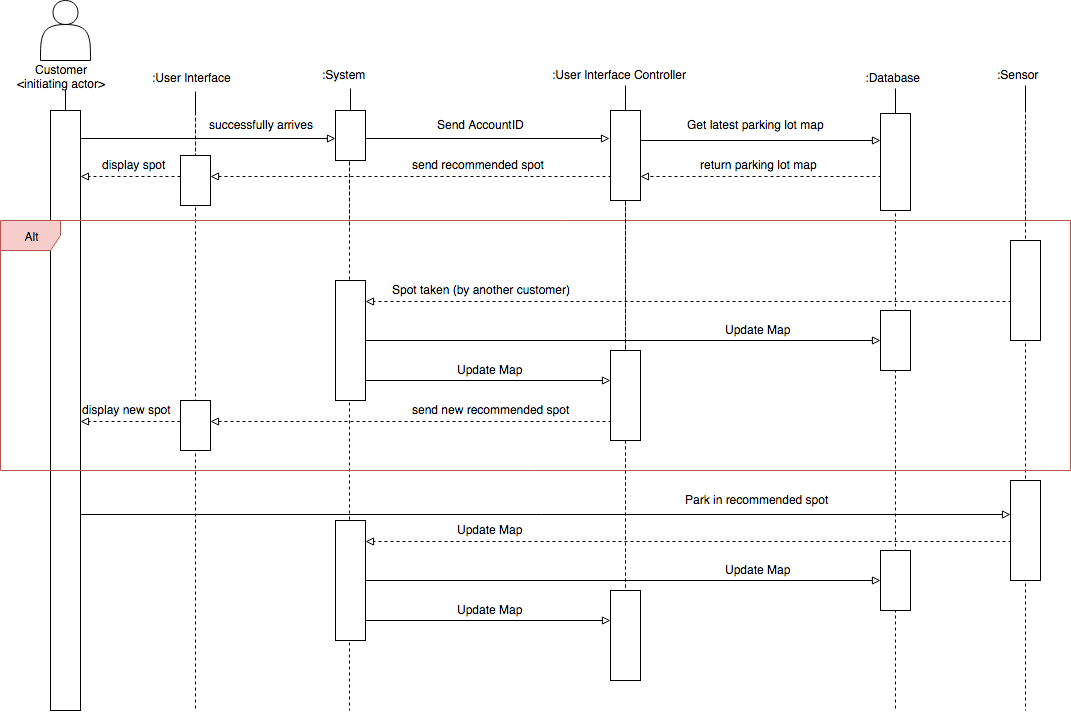 Customer
<initiating actor>
:User Interface
:System
:User Interface Controller
:Database
:Sensor
successfully arrives
Send AccountID
Get latest parking lot map
display spot
send recommended spot
return parking lot map
Alt
Spot taken (by another customer)
Update Map
Update Map
display new spot
send new recommended spot
Park in recommended spot
Update Map
Update Map
Update Map